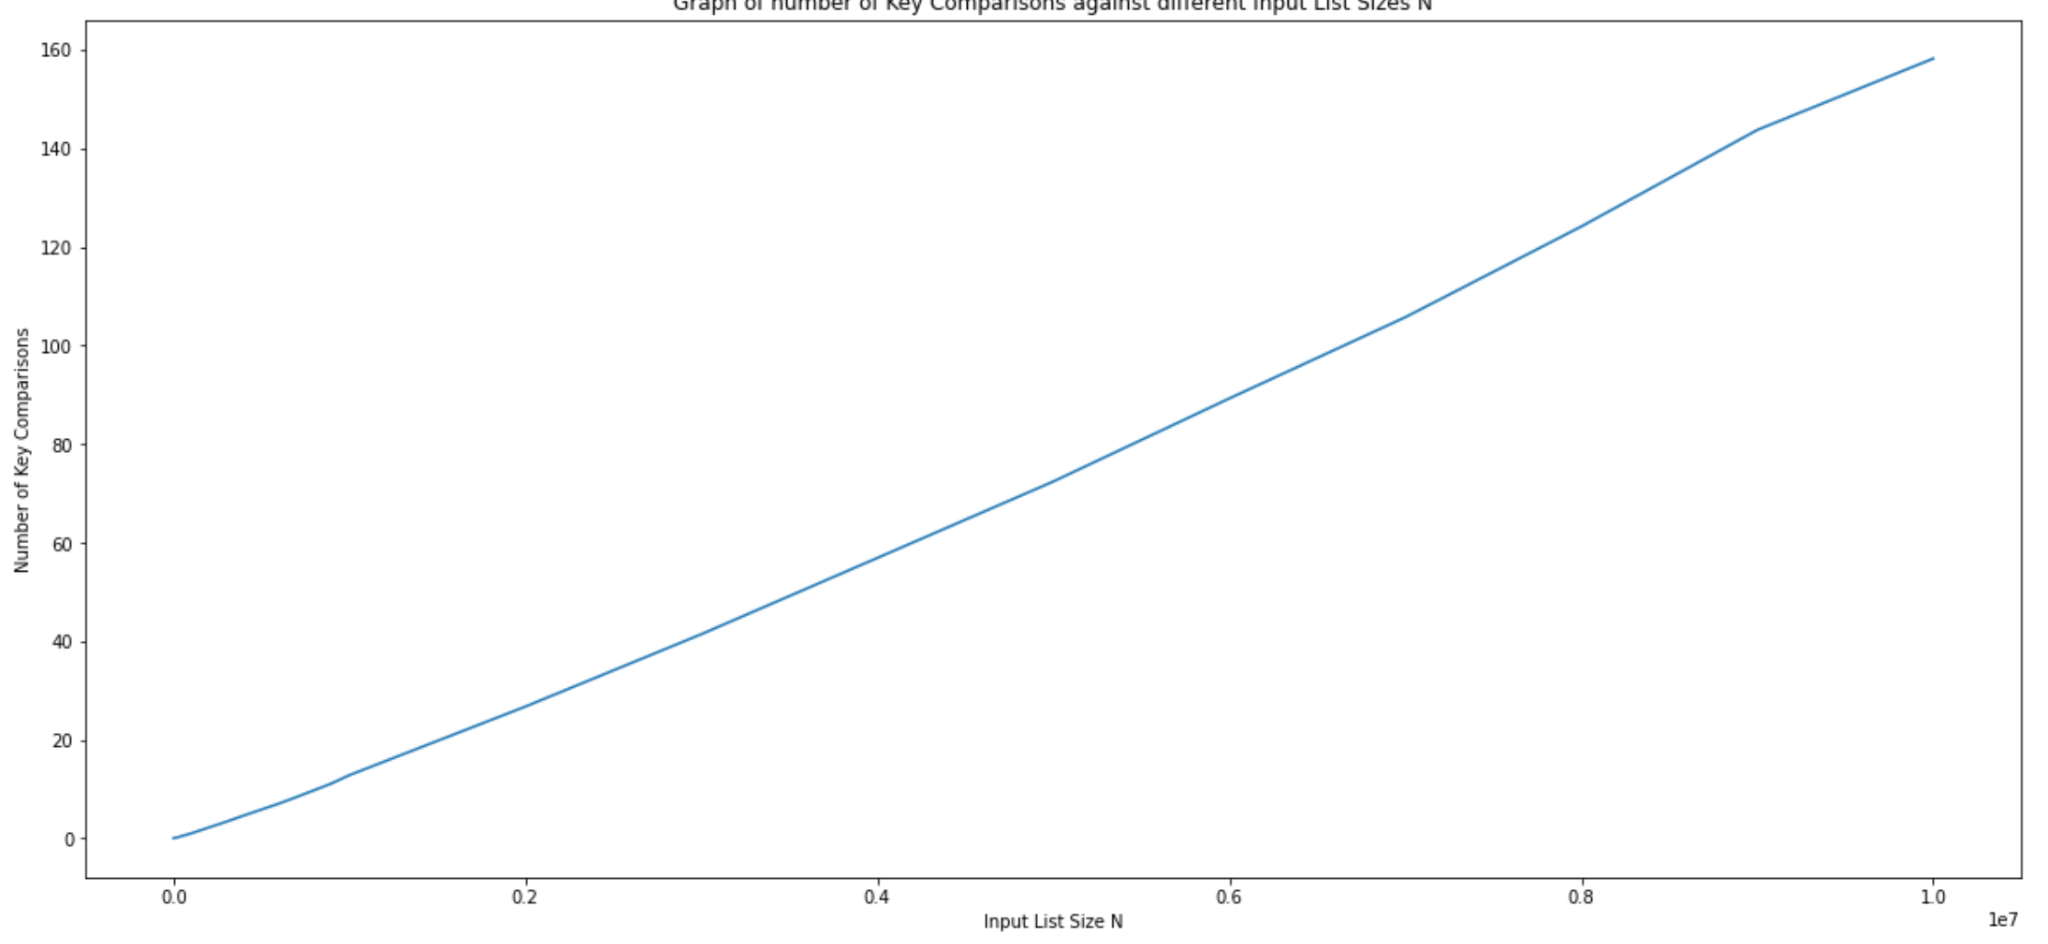 Graph of number of Key Comparisons against different Input List Sizes N
160
140
120
100
80
60
40
20
0
Number of Key Comparisons
0.0 0.2 0.4 0.6 0.8 1.0
Input List Size N
1e7